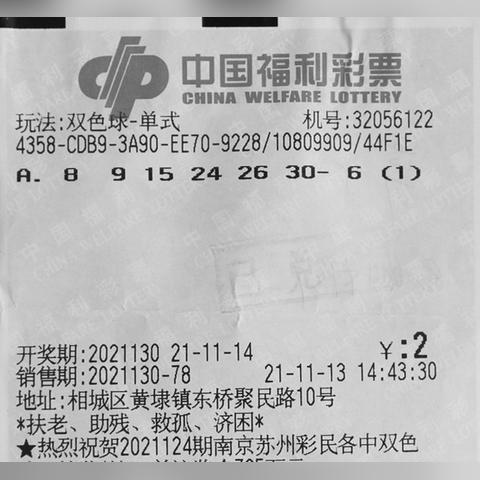 中国福利彩票
CHINA WELFARE LOTTERY
玩法:双色球-单式 机号:32056122
4358-CDB9-3A90-EE70-9228/10809909/44F1E
A. 8 9 15 24 26 30- 6 (1)
开奖期:2021130 21-11-14 ¥:2
销售期:2021130-78 21-11-13 14:43:30
地址:相城区黄埭镇东桥聚民路10号
*扶老、助残、救孤、济困*
★热烈祝贺2021124期南京苏州彩民各中双色